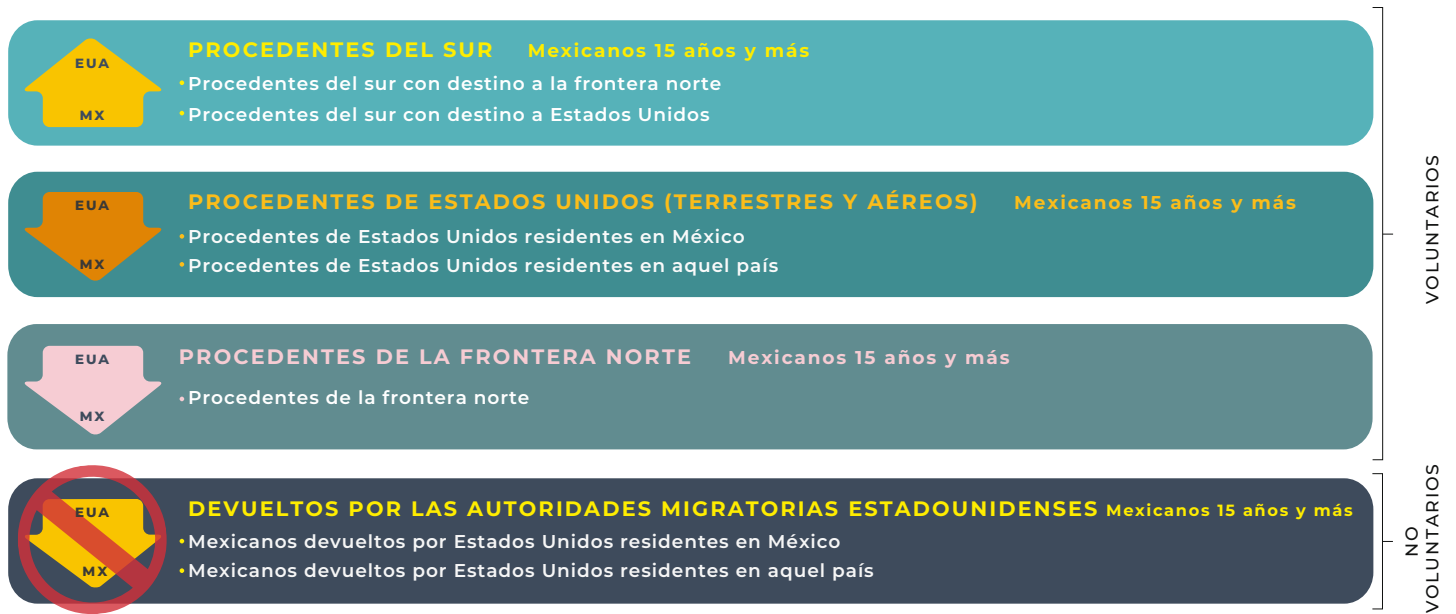 EUA
MX
PROCEDENTES DEL SUR Mexicanos 15 años y más
•Procedentes del sur con destino a la frontera norte
•Procedentes del sur con destino a Estados Unidos
EUA
MX
PROCEDENTES DE ESTADOS UNIDOS (TERRESTRES Y AÉREOS) Mexicanos 15 años y más
•Procedentes de Estados Unidos residentes en México
•Procedentes de Estados Unidos residentes en aquel país
EUA
MX
PROCEDENTES DE LA FRONTERA NORTE Mexicanos 15 años y más
•Procedentes de la frontera norte
VOLUNTARIOS
EUA
MX
DEVUELTOS POR LAS AUTORIDADES MIGRATORIAS ESTADOUNIDENSES Mexicanos 15 años y más
•Mexicanos devueltos por Estados Unidos residentes en México
•Mexicanos devueltos por Estados Unidos residentes en aquel país
NO
VOLUNTARIOS